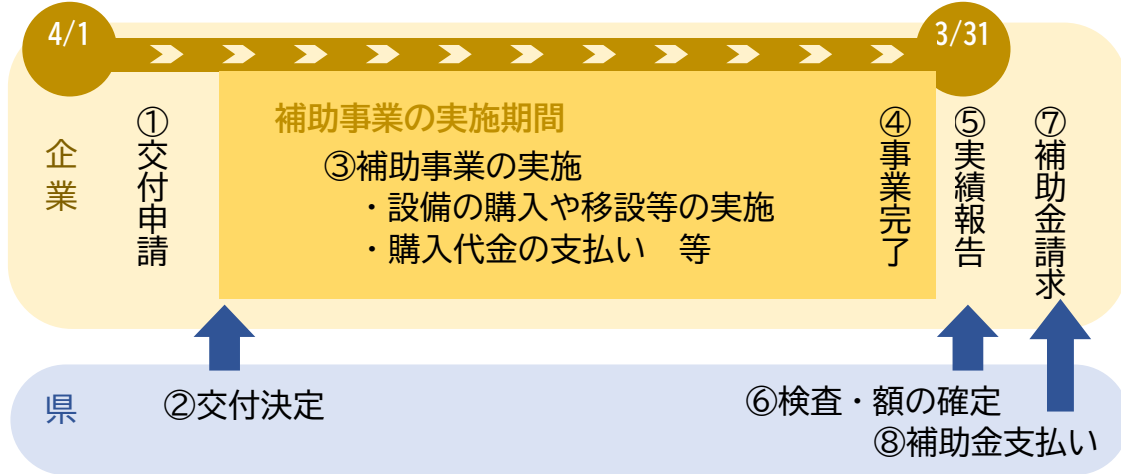 4/1
3/31
企業
①交付申請
補助事業の実施期間
③補助事業の実施
・設備の購入や移設等の実施
・購入代金の支払い　等
④事業完了
⑤実績報告
⑦補助金請求
県
②交付決定
⑥検査・額の確定
⑧補助金支払い